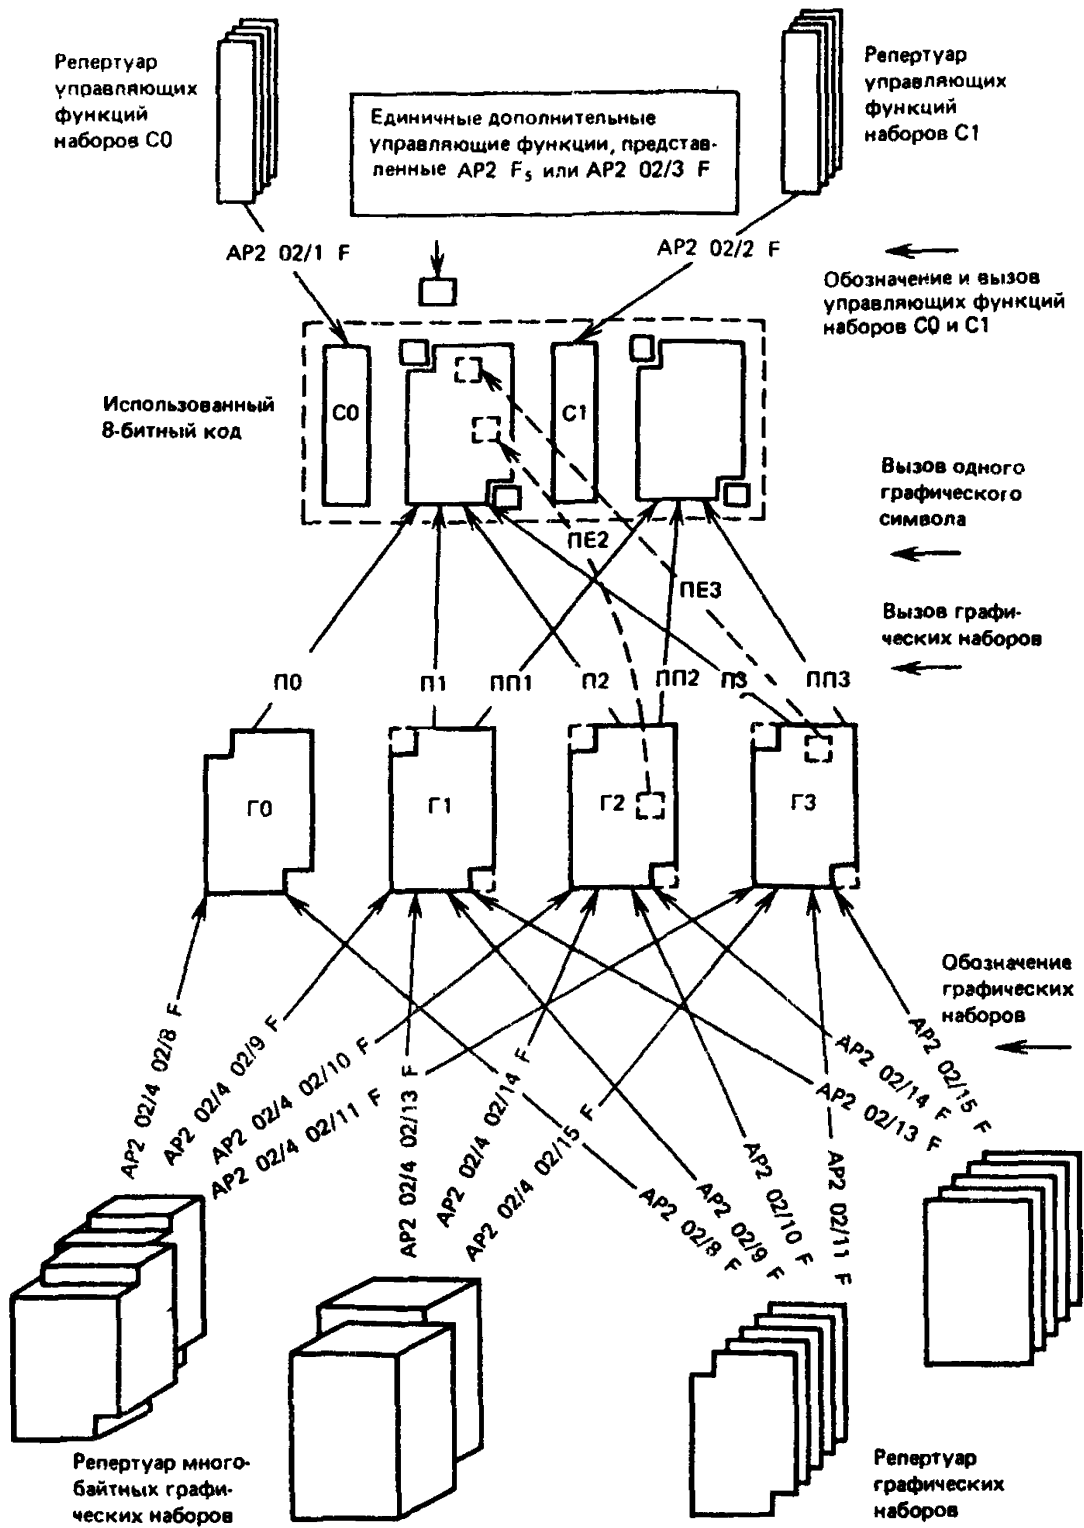 Репертуар
управляющих
функций
наборов С0
Единичные дополнительные
управляющие функции, представ-
ленные АР2 Fs или АР2 02/3 F
Репертуар
управляющих
функций
наборов С1
АР2 02/1 F
АР2 02/2 F
Обозначение и вызов
управляющих функций
наборов С0 и С1
Использованный
8-битный код
С0
С1
Вызов одного
графического
символа
ПЕ2
ПЕ3
Вызов графи-
ческих наборов
П0
П1
ПП1
П2
ПП2
П3
ПП3
Г0
Г1
Г2
Г3
Обозначение
графических
наборов
АР2 02/4 02/8 F
АР2 02/4 02/9 F
АР2 02/4 02/10 F
АР2 02/4 02/11 F
АР2 02/4 02/13 F
АР2 02/4 02/14 F
АР2 02/4 02/15 F
АР2 02/8 F
АР2 02/9 F
АР2 02/10 F
АР2 02/11 F
АР2 02/13 F
АР2 02/14 F
АР2 02/15 F
Репертуар много-
байтных графи-
ческих наборов
Репертуар
графических
наборов